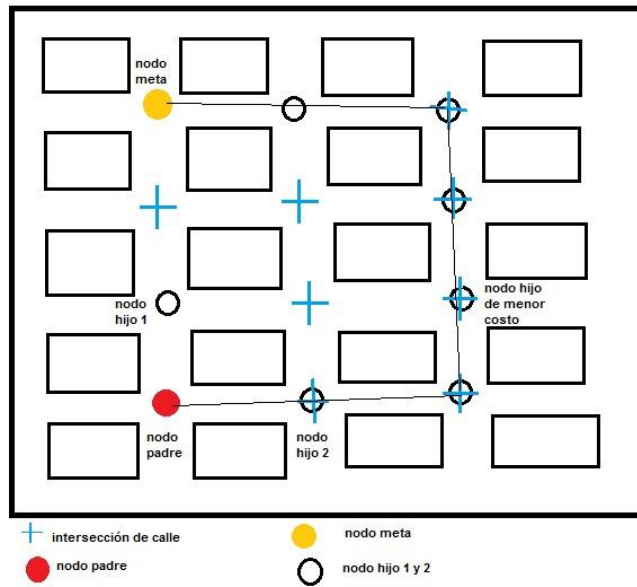 nodo
meta
nodo
hijo 1
nodo hijo
de menor
costo
nodo
padre
nodo
hijo 2
intersección de calle
nodo meta
nodo padre
nodo hijo 1 y 2